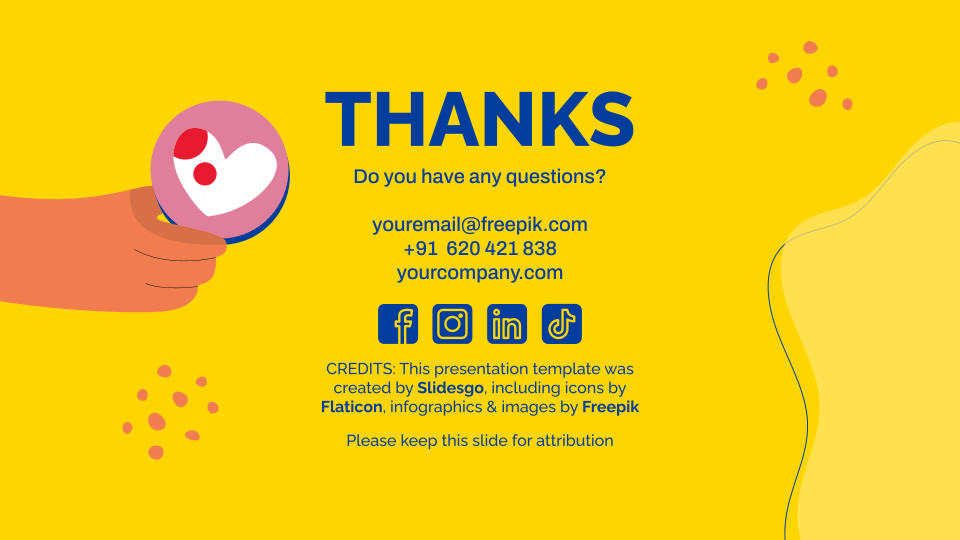 THANKS
Do you have any questions?
youremail@freepik.com
+91 620 421 838
yourcompany.com
CREDITS: This presentation template was
created by Slidesgo, including icons by
Flaticon, infographics & images by Freepik
Please keep this slide for attribution